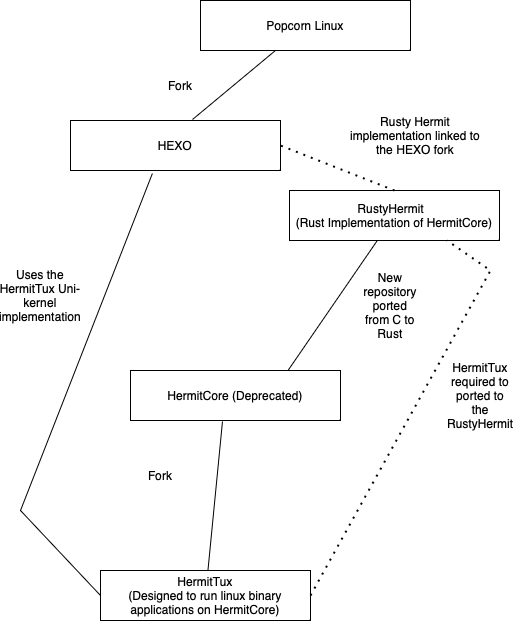 Popcorn Linux
Fork
Rusty Hermit
implementation linked to
the HEXO fork
HEXO
RustyHermit
(Rust Implementation of HermitCore)
Uses the
HermitTux Uni-
kernel
implementation
New
repository
ported
from C to
Rust
HermitTux
required to
ported to
the
RustyHermit
HermitCore (Deprecated)
Fork
HermitTux
(Designed to run linux binary
applications on HermitCore)